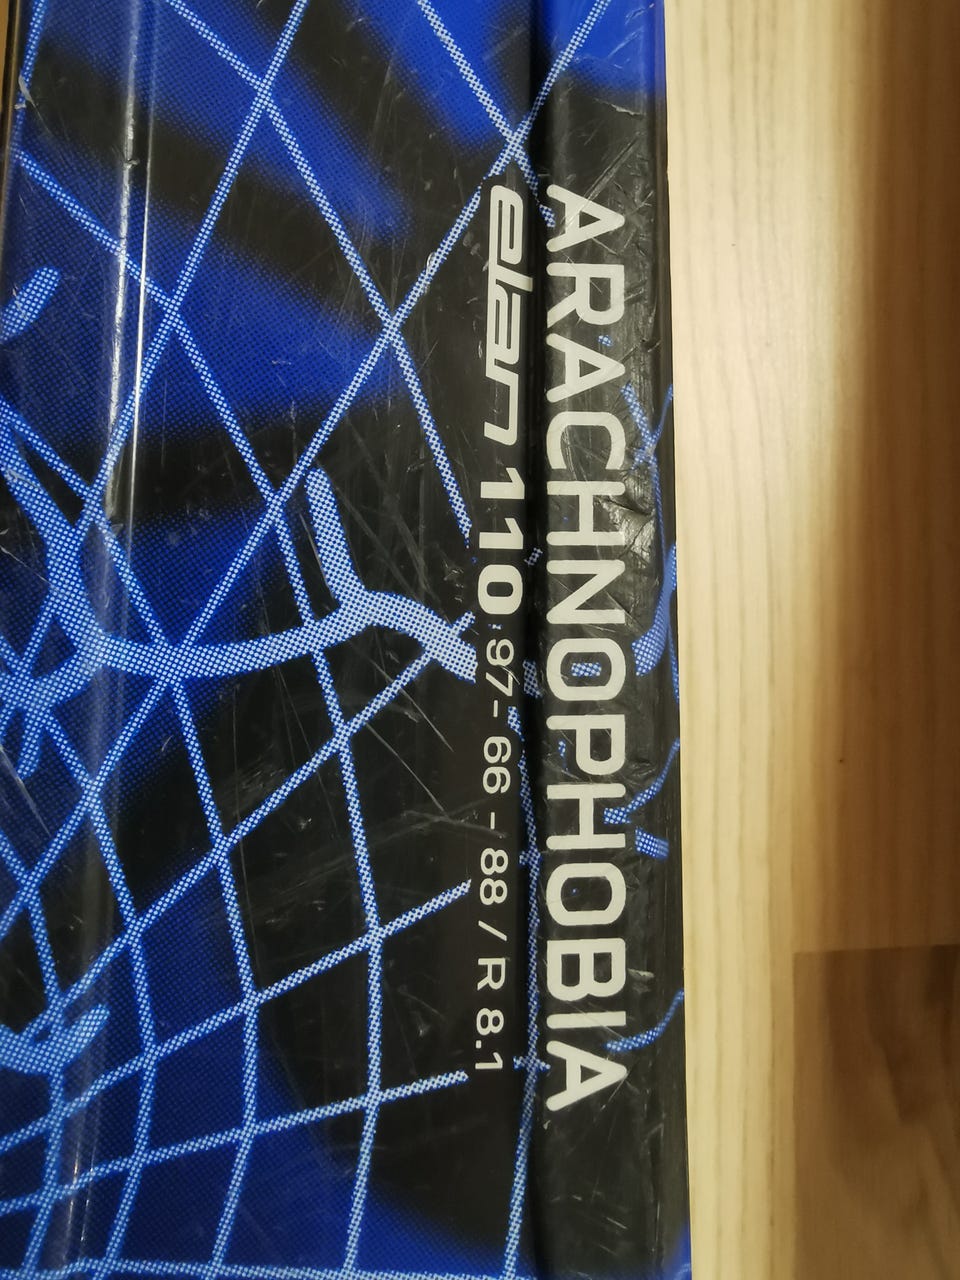 ARACHNOPHOBIA
elan 110 97-66-88/R 8.1